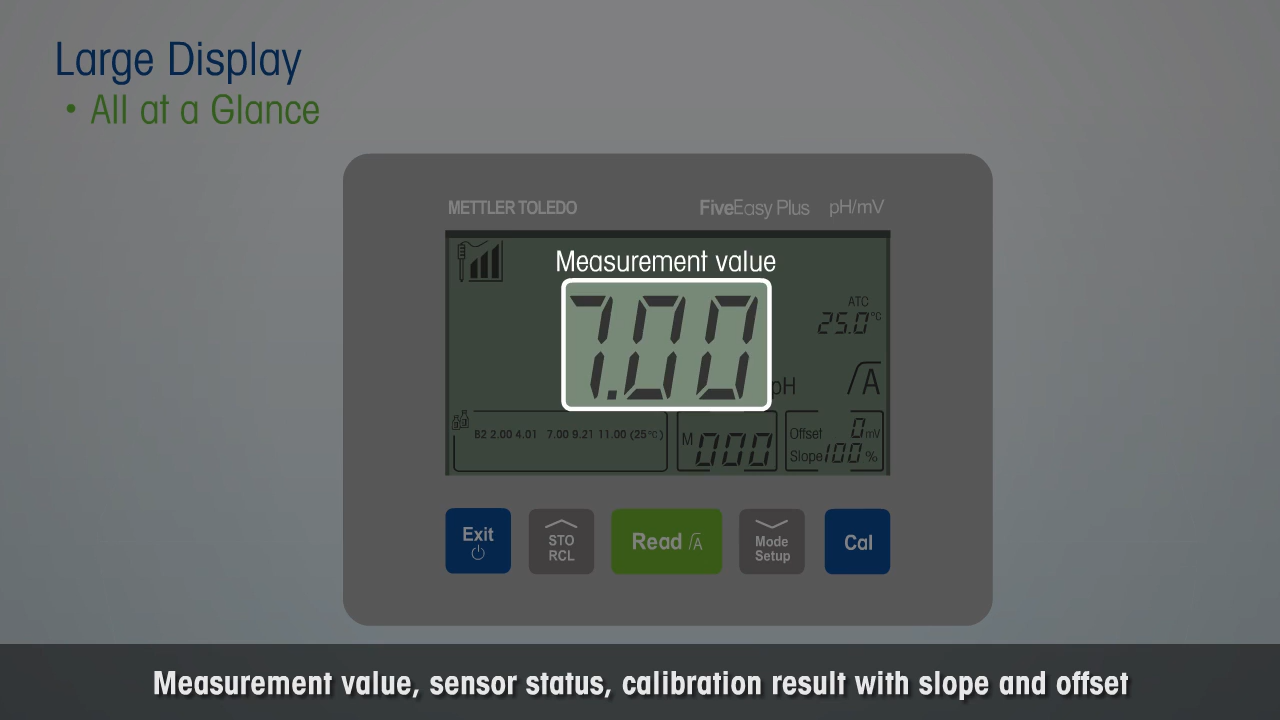 Large Display
• All at a Glance
METTLER TOLEDO FiveEasy Plus pH/mV
Measurement value
7.00
pH
ATC
25.0°C
A
B2 2.00 4.01 7.00 9.21 11.00 (25°C)
M 000
Offset 0 mV
Slope 100 %
Exit
STO
RCL
Read A
Mode
Setup
Cal
Measurement value, sensor status, calibration result with slope and offset